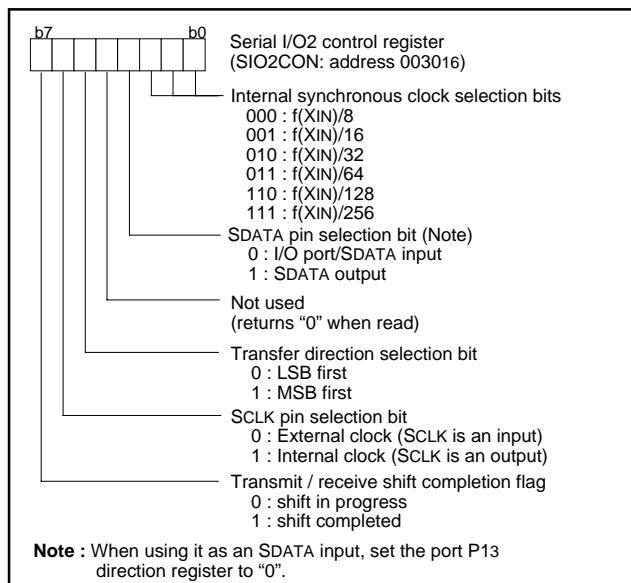 b7 b0
Serial I/O2 control register
(SIO2CON: address 003016)
Internal synchronous clock selection bits
000 : f(XIN)/8
001 : f(XIN)/16
010 : f(XIN)/32
011 : f(XIN)/64
110 : f(XIN)/128
111 : f(XIN)/256
SDATA pin selection bit (Note)
0 : I/O port/SDATA input
1 : SDATA output
Not used
(returns “0” when read)
Transfer direction selection bit
0 : LSB first
1 : MSB first
SCLK pin selection bit
0 : External clock (SCLK is an input)
1 : Internal clock (SCLK is an output)
Transmit / receive shift completion flag
0 : shift in progress
1 : shift completed
Note : When using it as an SDATA input, set the port P13
direction register to “0”.